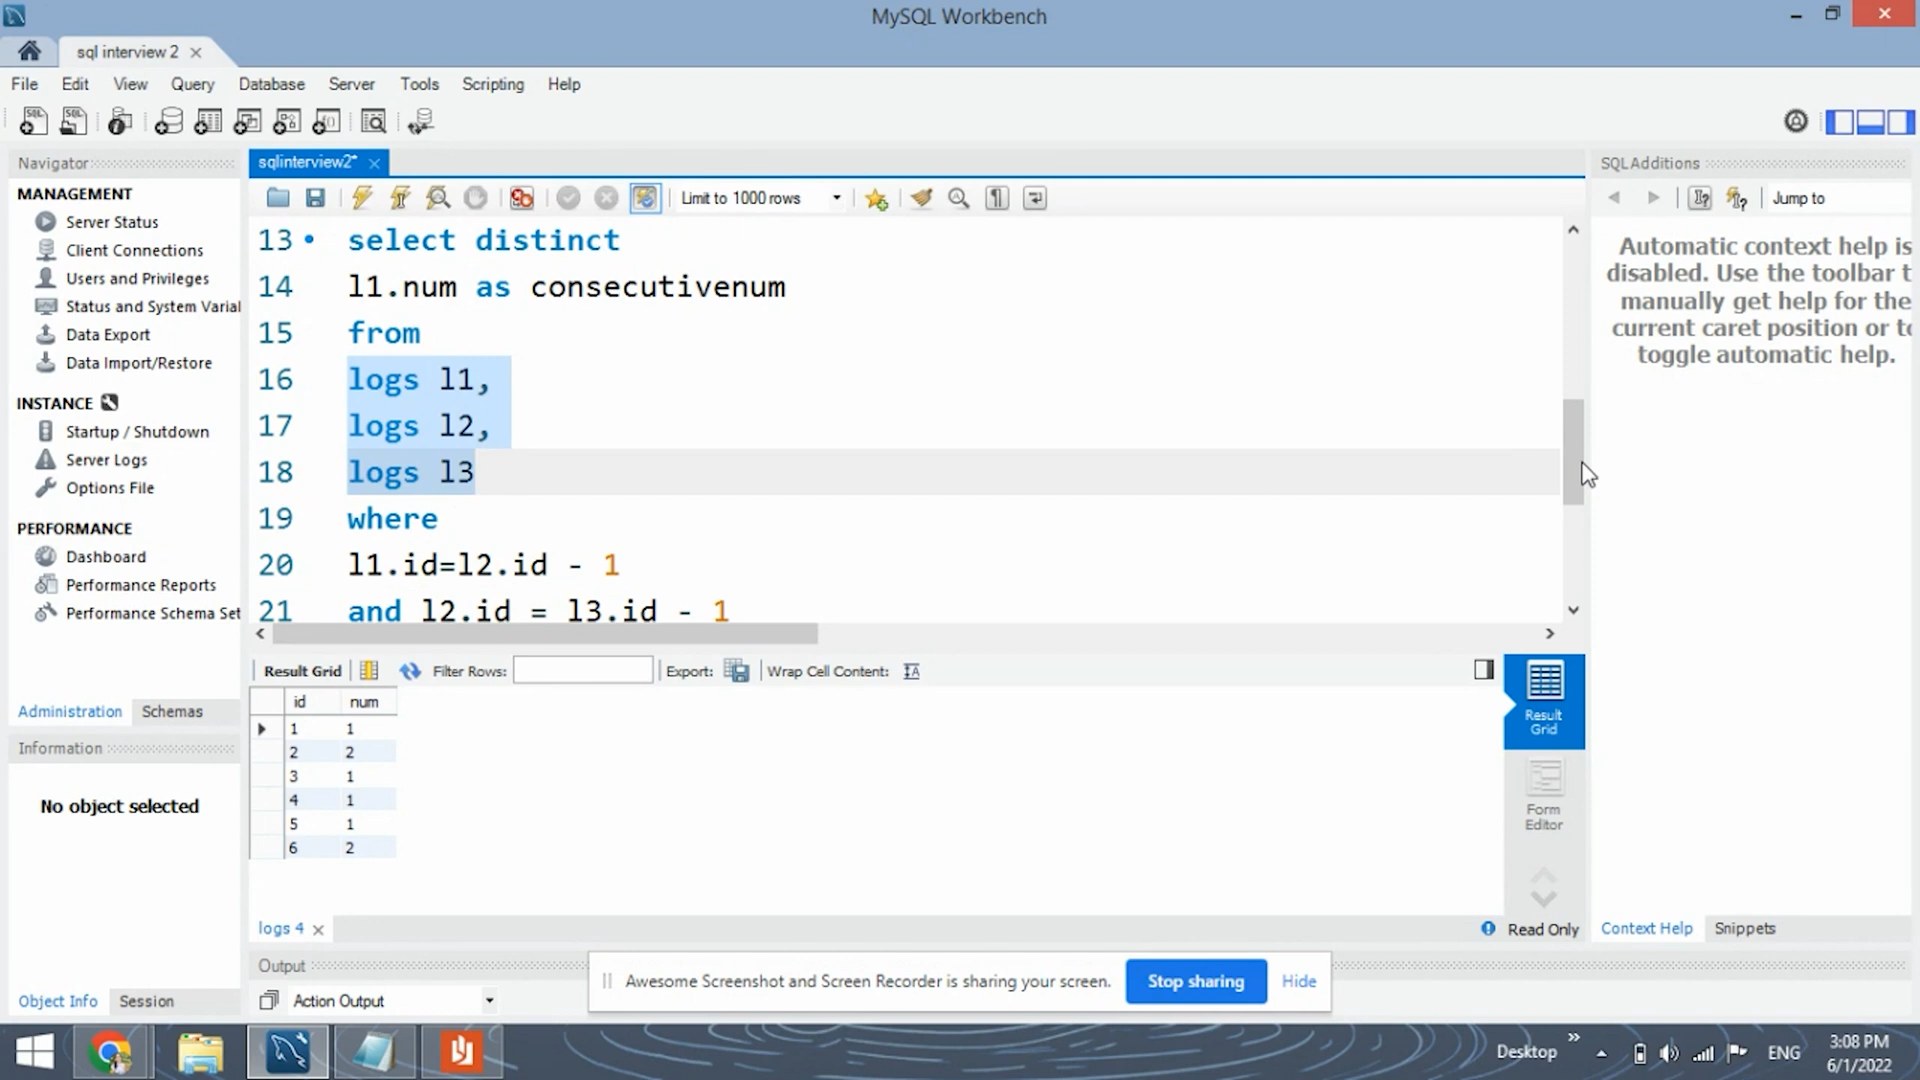 MySQL Workbench
sql interview 2
File Edit View Query Database Server Tools Scripting Help
Navigator
MANAGEMENT
Server Status
Client Connections
Users and Privileges
Status and System Varial
Data Export
Data Import/Restore
INSTANCE
Startup / Shutdown
Server Logs
Options File
PERFORMANCE
Dashboard
Performance Reports
Performance Schema Set
Administration Schemas
Information
No object selected
Object Info Session
sqlinterview2*
Limit to 1000 rows
13 select distinct
14 l1.num as consecutivenum
15 from
16 logs l1,
17 logs l2,
18 logs l3
19 where
20 l1.id=l2.id - 1
21 and l2.id = l3.id - 1
Result Grid Filter Rows: Export: Wrap Cell Content:
id num
1 1
2 2
3 1
4 1
5 1
6 2
Result
Grid
Form
Editor
logs 4
Read Only
Output
Action Output
SQL Additions
Jump to
Automatic context help is
disabled. Use the toolbar t
manually get help for the
current caret position or to
toggle automatic help.
Context Help Snippets
Awesome Screenshot and Screen Recorder is sharing your screen. Stop sharing Hide
Desktop
ENG
3:08 PM
6/1/2022